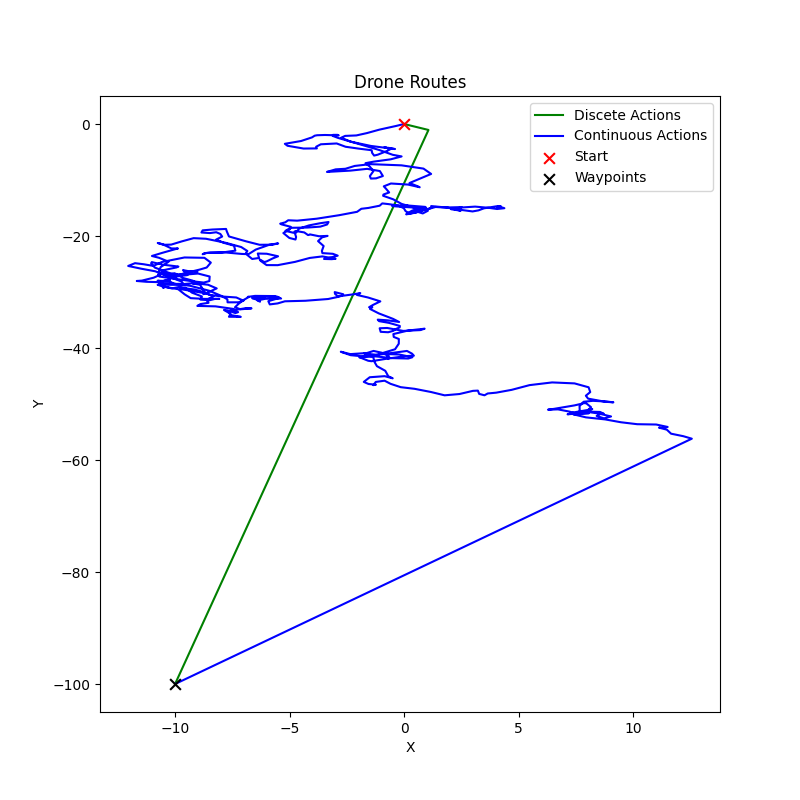 Drone Routes
Discete Actions
Continuous Actions
Start
Waypoints
0
−20
−40
−60
−80
−100
Y
−10
−5
0
5
10
X